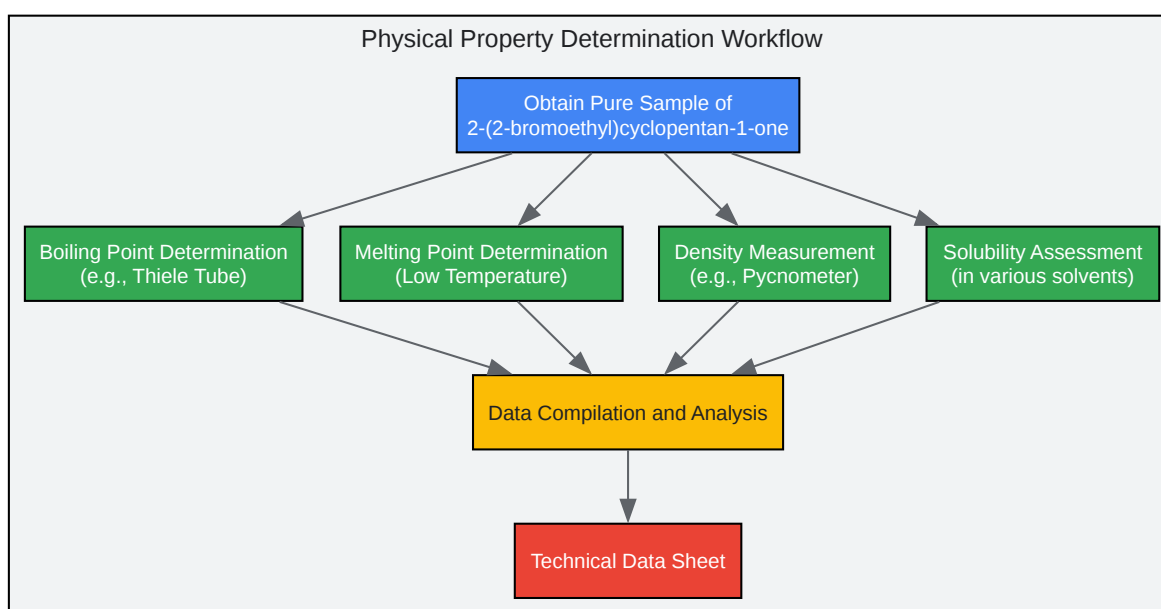 Physical Property Determination Workflow
Obtain Pure Sample of
2-(2-bromoethyl)cyclopentan-1-one
Boiling Point Determination
(e.g., Thiele Tube)
Melting Point Determination
(Low Temperature)
Density Measurement
(e.g., Pycnometer)
Solubility Assessment
(in various solvents)
Data Compilation and Analysis
Technical Data Sheet